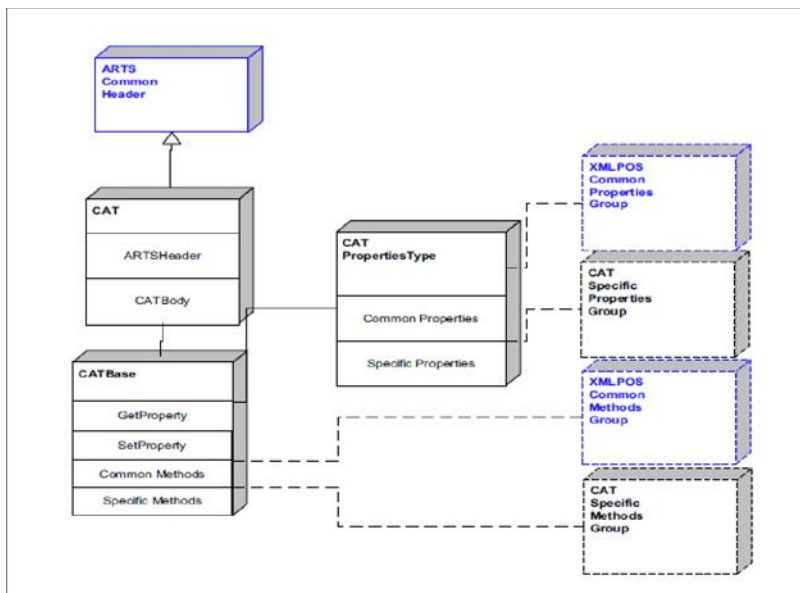 ARTS
Common
Header
CAT
ARTSHeader
CATBody
CATBase
GetProperty
SetProperty
Common Methods
Specific Methods
CAT
PropertiesType
Common Properties
Specific Properties
XMLPOS
Common
Properties
Group
CAT
Specific
Properties
Group
XMLPOS
Common
Methods
Group
CAT
Specific
Methods
Group